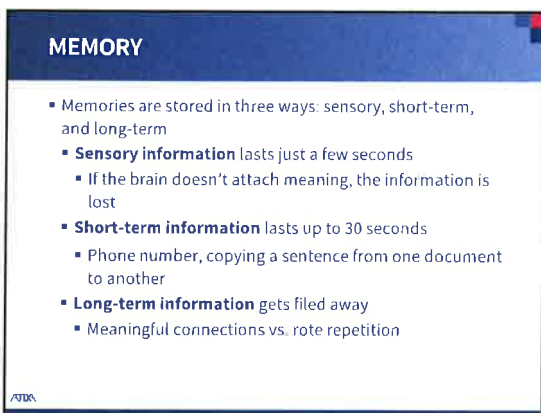 MEMORY
▪ Memories are stored in three ways: sensory, short-term,
and long-term
▪ Sensory information lasts just a few seconds
▪ If the brain doesn't attach meaning, the information is
lost
▪ Short-term information lasts up to 30 seconds
▪ Phone number, copying a sentence from one document
to another
▪ Long-term information gets filed away
▪ Meaningful connections vs. rote repetition
ATIXA